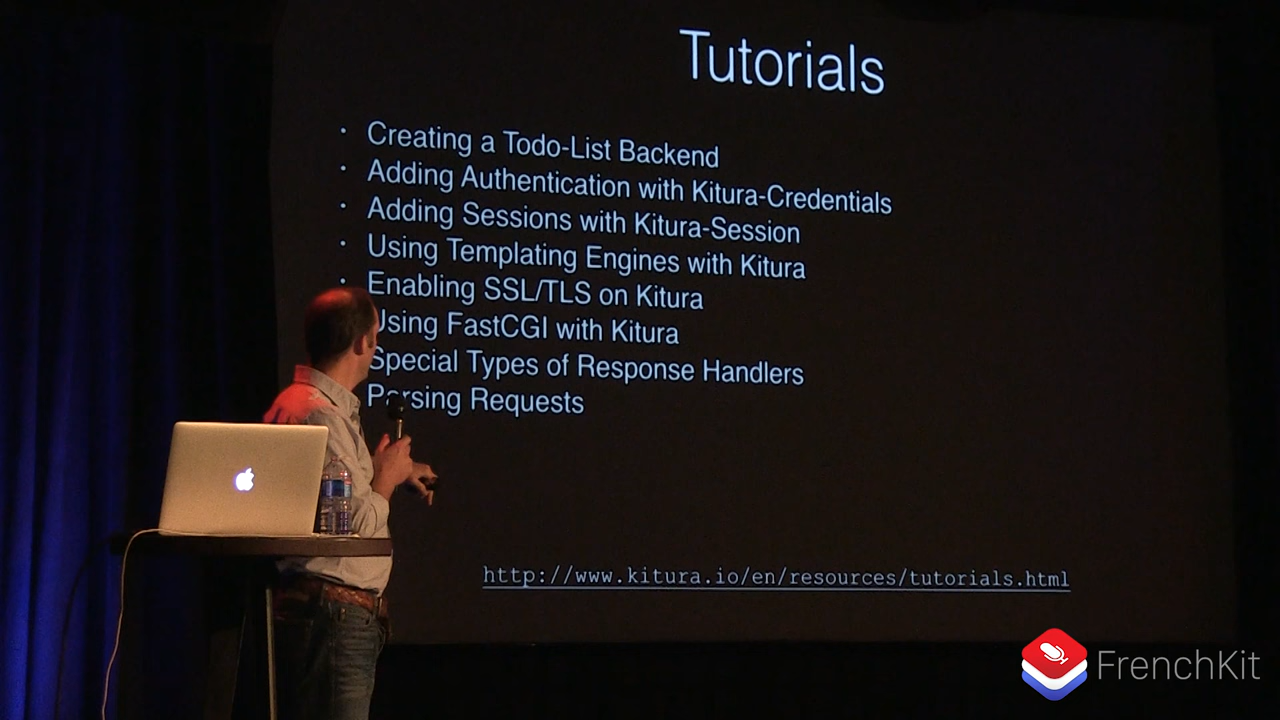 Tutorials
• Creating a Todo-List Backend
• Adding Authentication with Kitura-Credentials
• Adding Sessions with Kitura-Session
• Using Templating Engines with Kitura
• Enabling SSL/TLS on Kitura
Using FastCGI with Kitura
Special Types of Response Handlers
Parsing Requests
http://www.kitura.io/en/resources/tutorials.html
FrenchKit